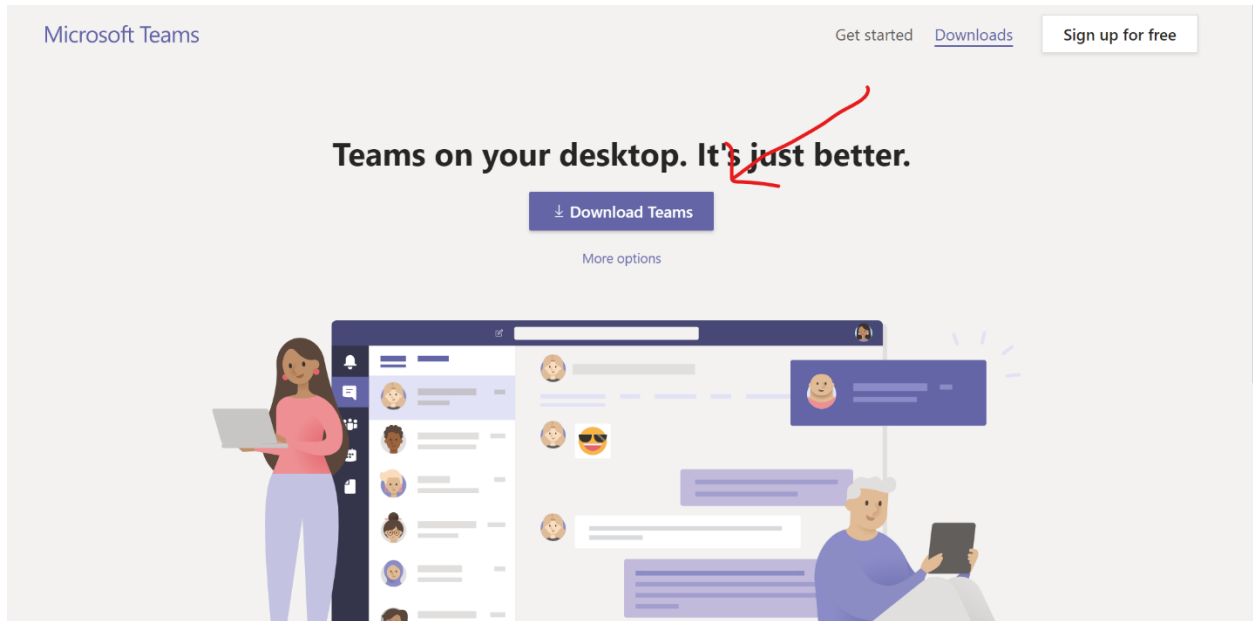 Microsoft Teams
Get started Downloads Sign up for free
Teams on your desktop. It's just better.
Download Teams
More options